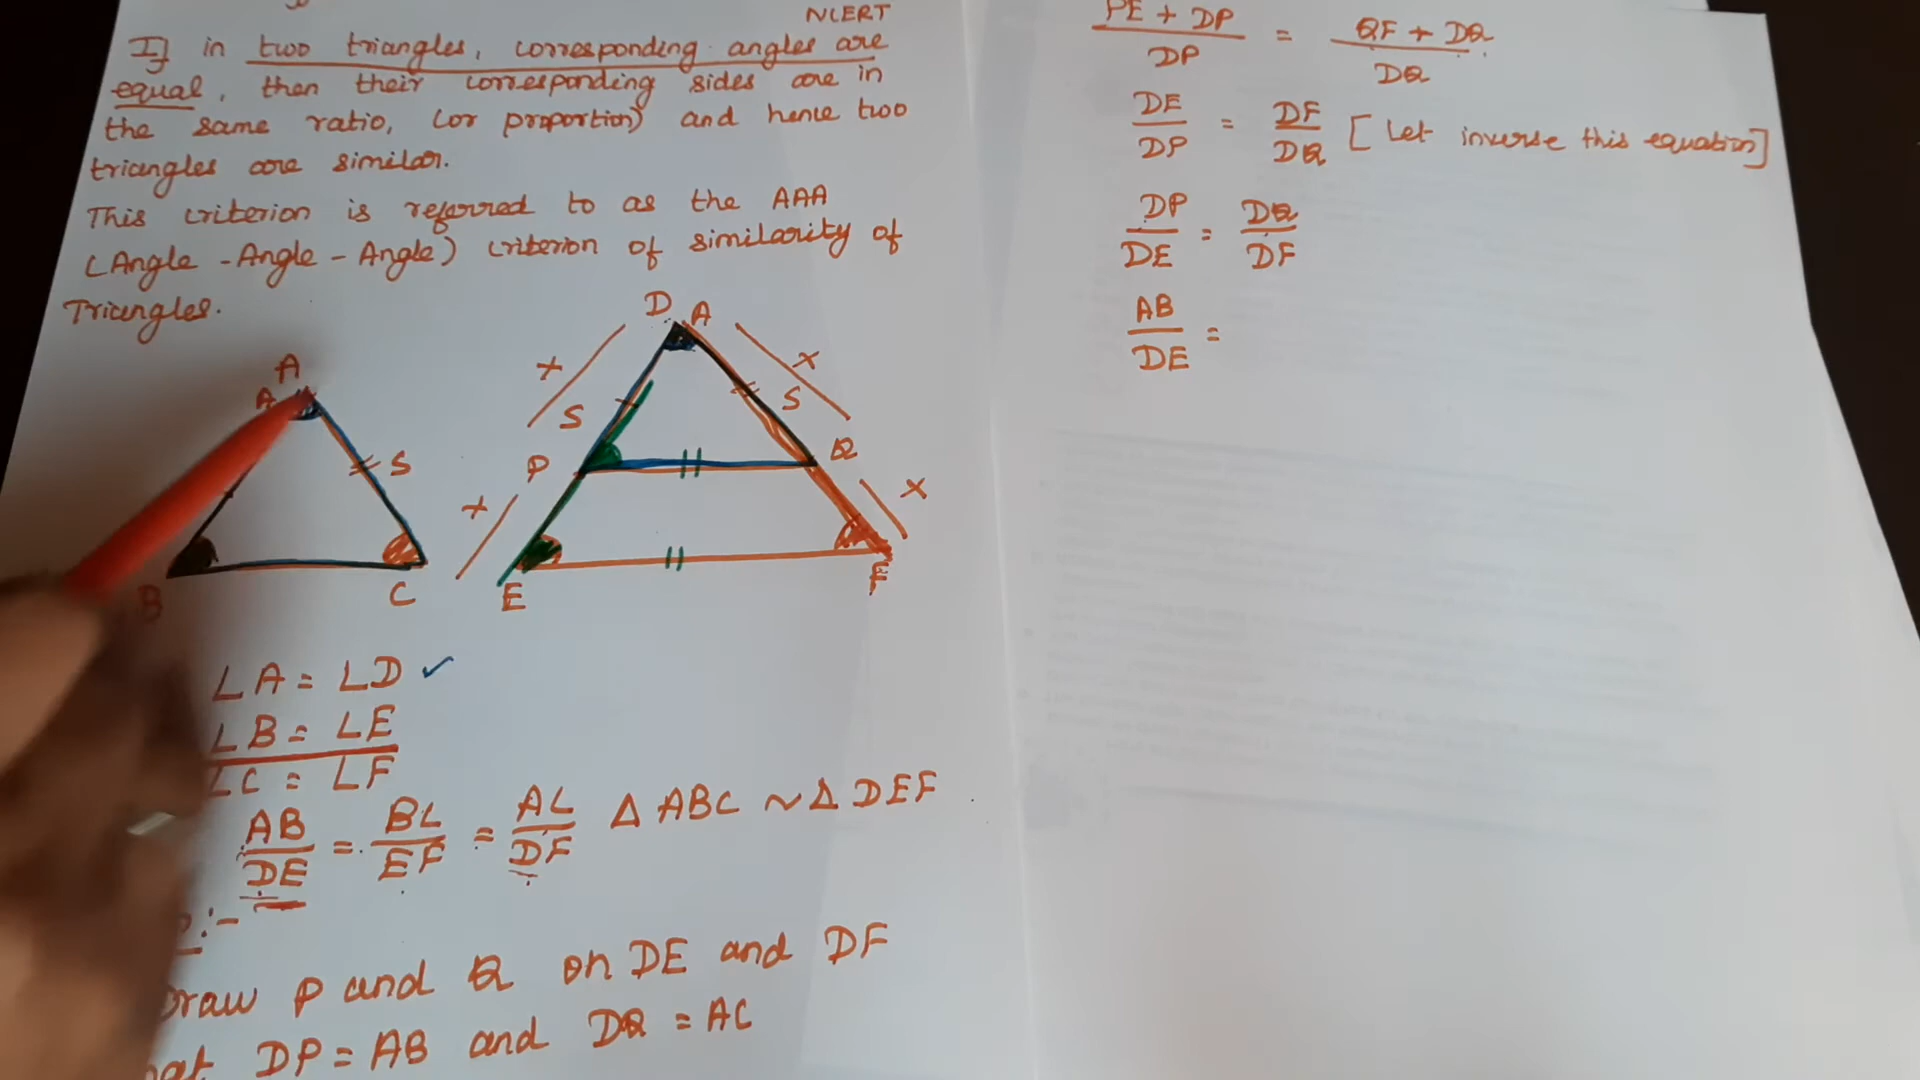 NCERT
If in two triangles, corresponding angles are
equal, then their corresponding sides are in
the same ratio, (or proportion) and hence two
triangles are similar.
This criterion is referred to as the AAA
(Angle - Angle - Angle) criterion of similarity of
Triangles.
D A
A
A
x
x
S
S
P
Q
S
x
x
B
C
E
F
∠A = ∠D ✓
∠B = ∠E
∠C = ∠F
AB/DE = BC/EF = AC/DF Δ ABC ~ Δ DEF
:-
Draw P and Q on DE and DF
DP = AB and DQ = AC
PE + DP / DP = QF + DQ / DQ
DE/DP = DF/DQ [Let inverse this equation]
DP/DE = DQ/DF
AB/DE =